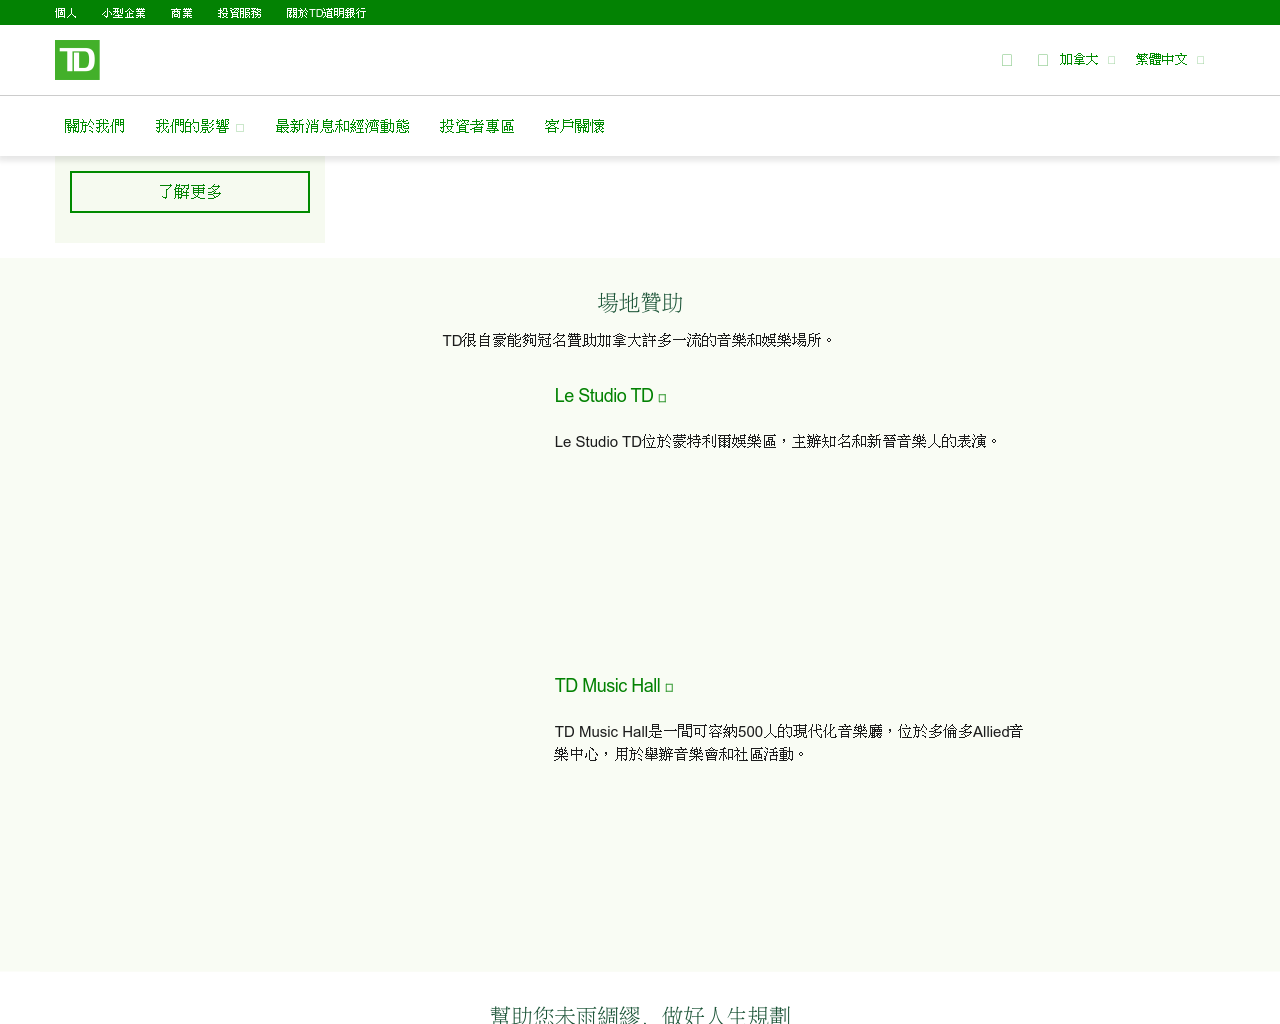 個人 小型企業 商業 投資服務 關於TD道明銀行
TD
加拿大 繁體中文
關於我們 我們的影響 最新消息和經濟動態 投資者專區 客戶關懷
了解更多
場地贊助
TD很自豪能夠冠名贊助加拿大許多一流的音樂和娛樂場所。
Le Studio TD
Le Studio TD位於蒙特利爾娛樂區，主辦知名和新晉音樂人的表演。
TD Music Hall
TD Music Hall是一間可容納500人的現代化音樂廳，位於多倫多Allied音
樂中心，用於舉辦音樂會和社區活動。
幫助您未雨綢繆，做好人生規劃